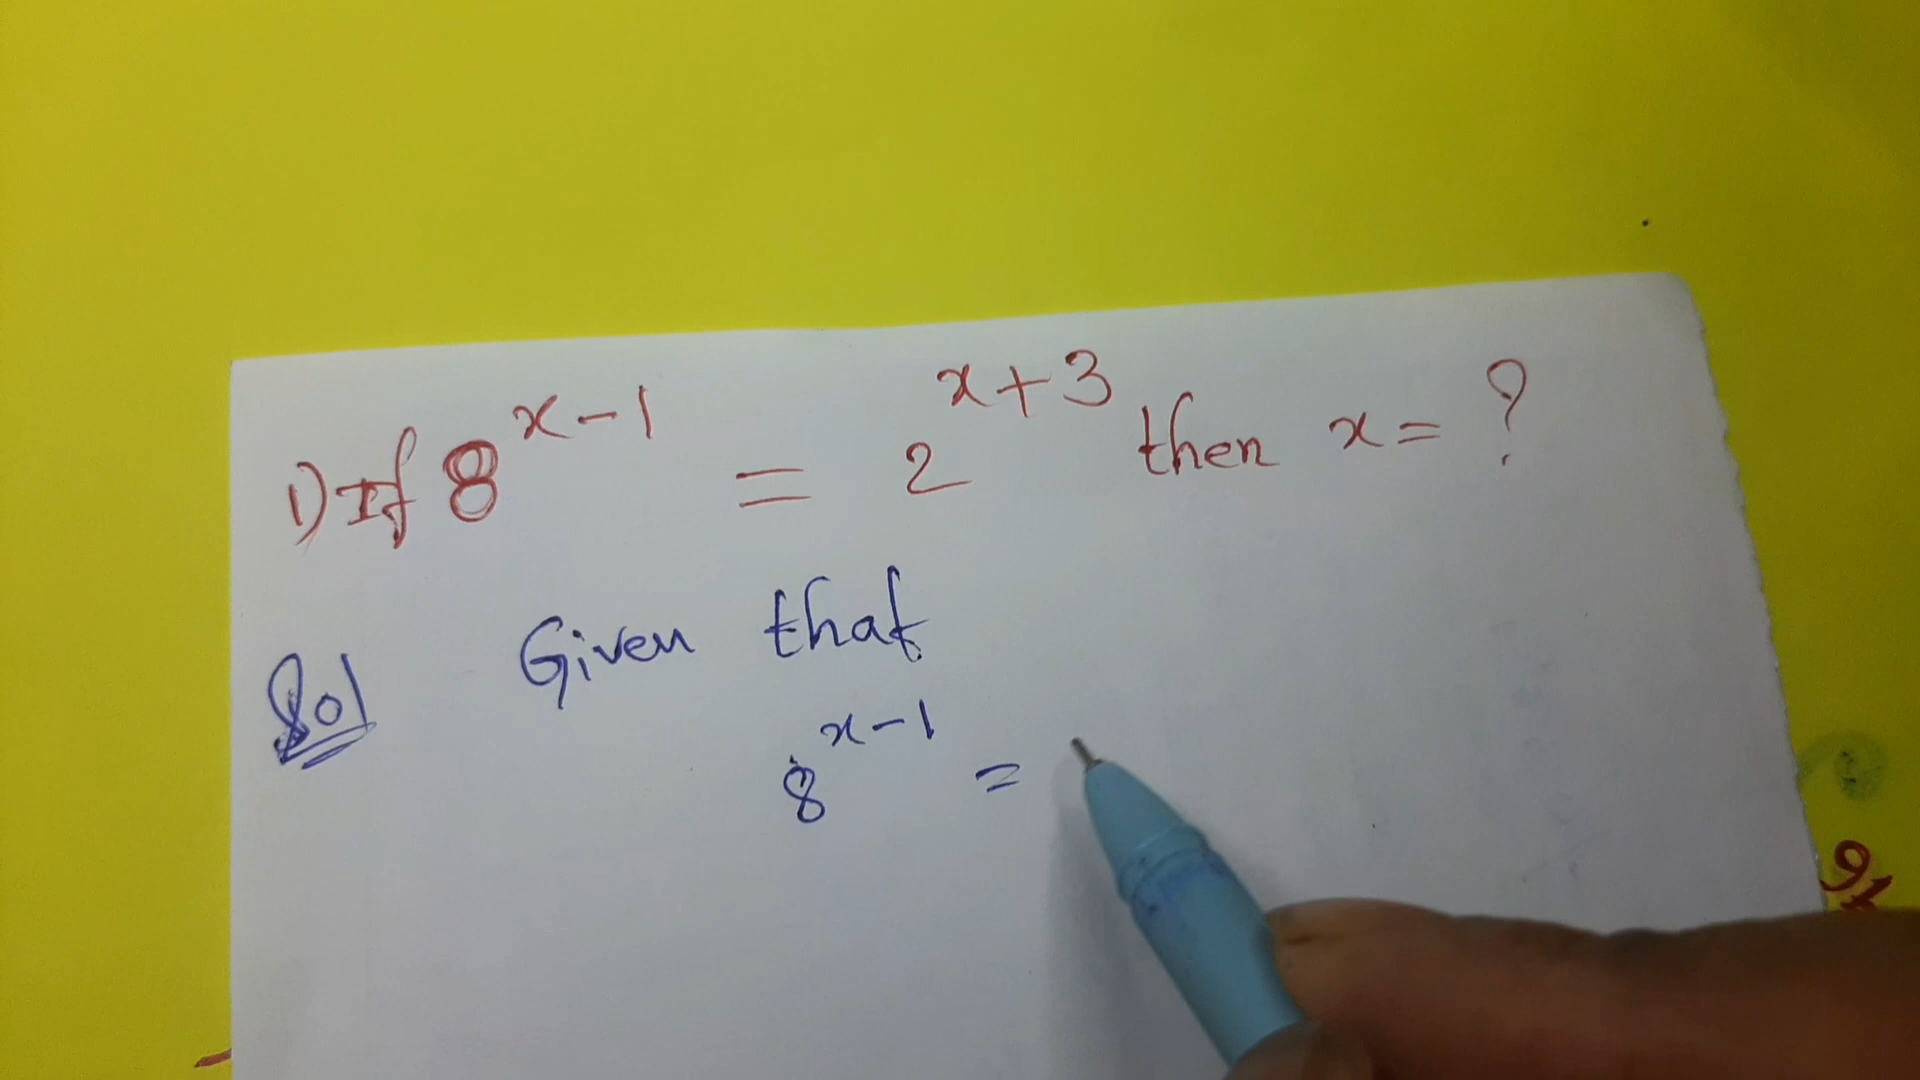 1) If 8^{x-1} = 2^{x+3} then x = ?
Sol Given that
8^{x-1} =